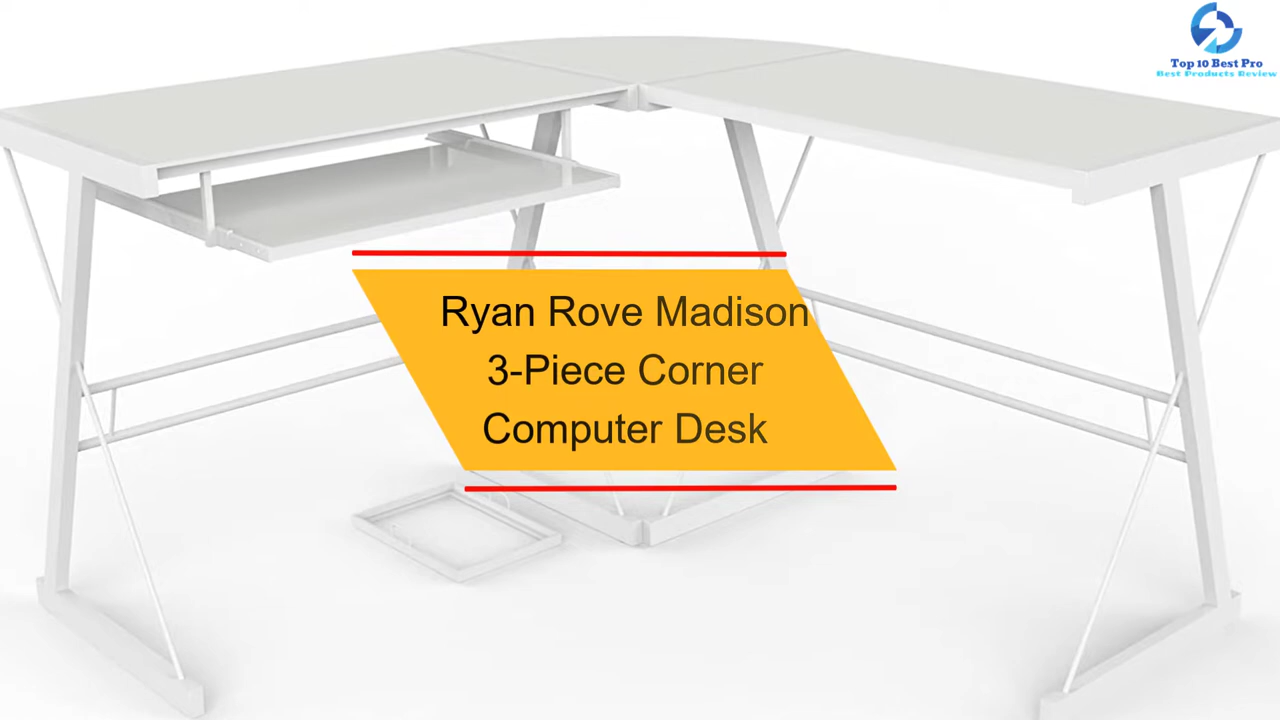 Top 10 Best Pro
Best Products Review
Ryan Rove Madison
3-Piece Corner
Computer Desk